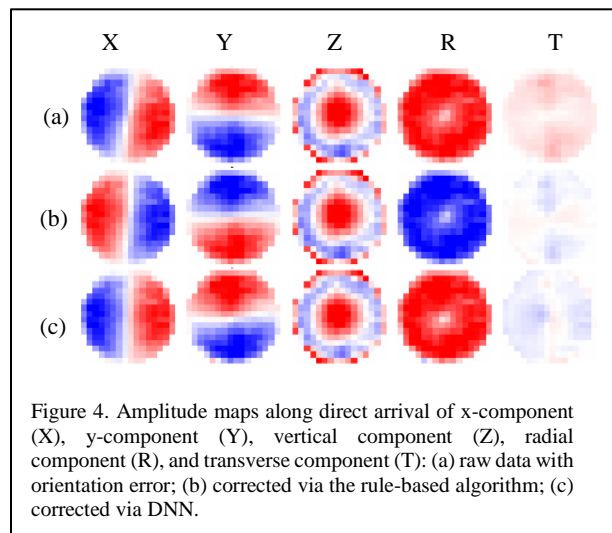 X Y Z R T
(a)
(b)
(c)
Figure 4. Amplitude maps along direct arrival of x-component
(X), y-component (Y), vertical component (Z), radial
component (R), and transverse component (T): (a) raw data with
orientation error; (b) corrected via the rule-based algorithm; (c)
corrected via DNN.